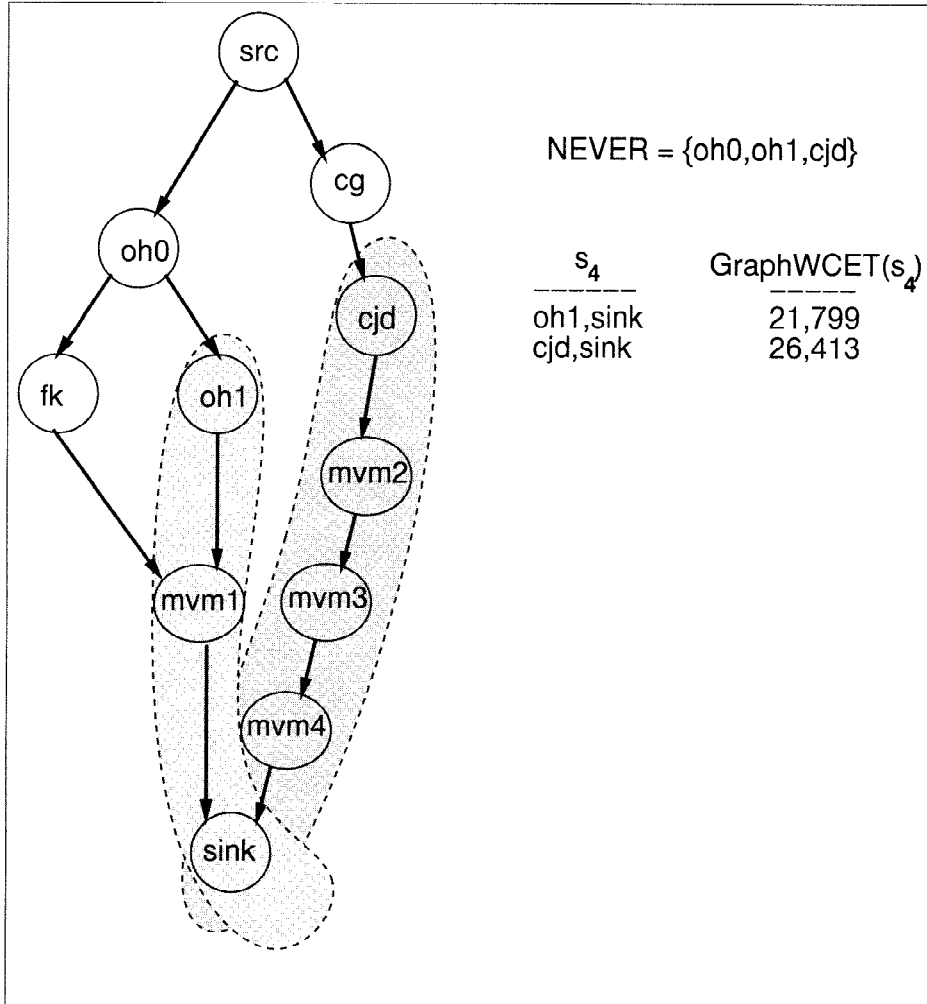 src
NEVER = {oh0,oh1,cjd}
cg
oh0
s4 GraphWCET(s4)
------ -----
oh1,sink 21,799
cjd,sink 26,413
cjd
fk
oh1
mvm2
mvm1
mvm3
mvm4
sink